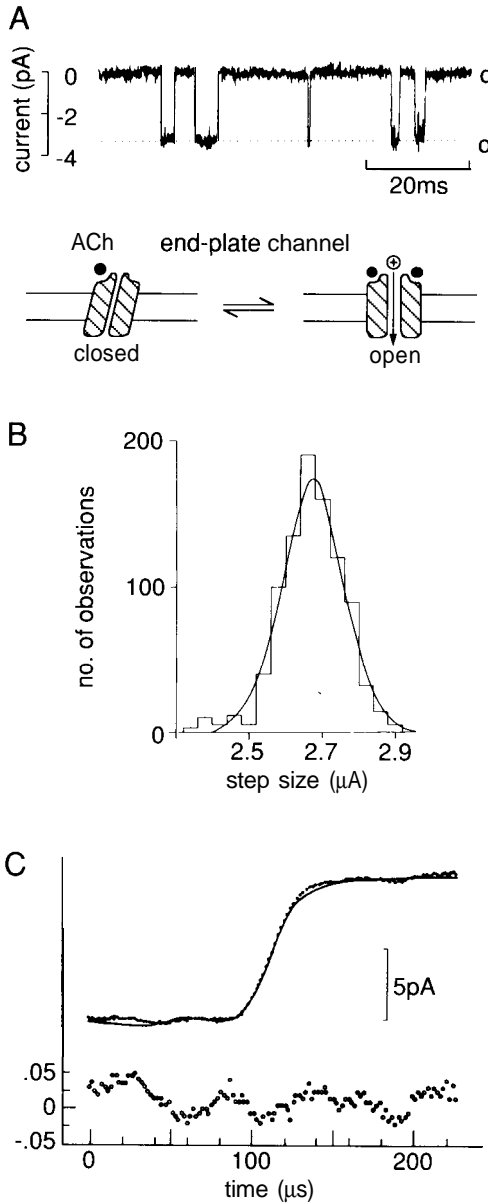 A
current (pA)
0
-2
-4
c
o
20ms
ACh
end-plate channel
closed
open
B
no. of observations
200
100
0
2.5
2.7
2.9
step size (μA)
C
5pA
.05
0
-.05
0
100
200
time (μs)